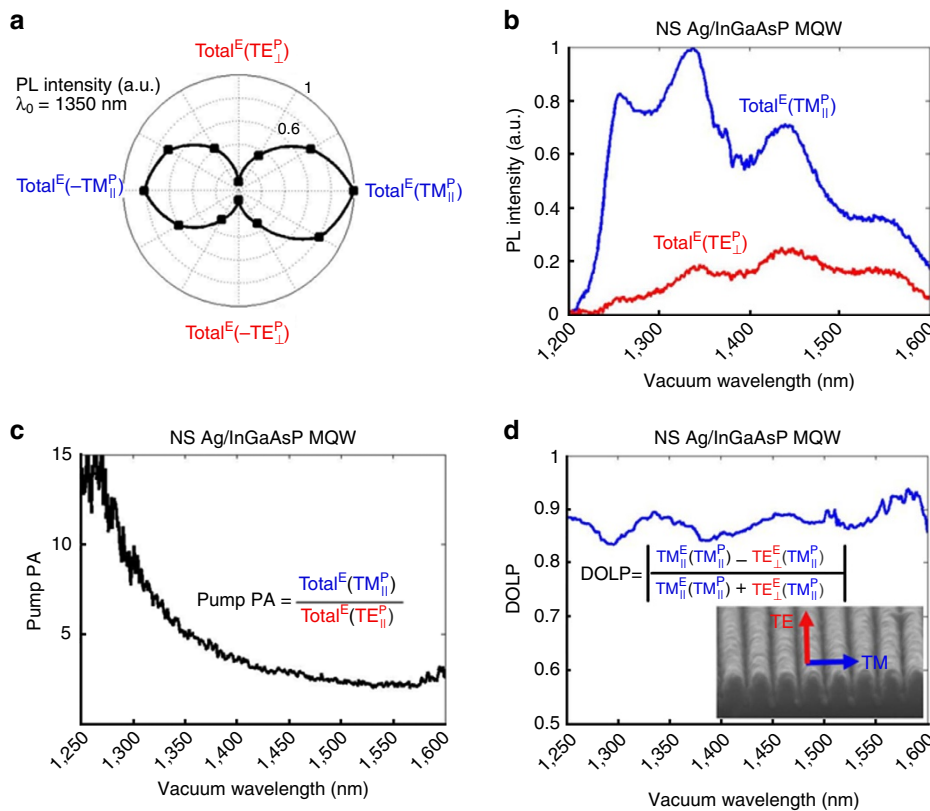 a
Total^E(TE^P_⊥)
PL intensity (a.u.)
λ₀ = 1350 nm
1
0.6
Total^E(−TM^P_||)
Total^E(TM^P_||)
Total^E(−TE^P_⊥)
b
NS Ag/InGaAsP MQW
PL intensity (a.u.)
1
0.8
0.6
0.4
0.2
0
Total^E(TM^P_||)
Total^E(TE^P_⊥)
1,200
1,300
1,400
1,500
1,600
Vacuum wavelength (nm)
c
NS Ag/InGaAsP MQW
Pump PA
15
10
5
Pump PA = Total^E(TM^P_||)
Total^E(TE^P_||)
1,250
1,300
1,350
1,400
1,450
1,500
1,550
1,600
Vacuum wavelength (nm)
d
NS Ag/InGaAsP MQW
DOLP
1
0.9
0.8
0.7
0.6
0.5
DOLP= TM^E_||(TM^P_||) − TE^E_⊥(TM^P_||)
TM^E_||(TM^P_||) + TE^E_⊥(TM^P_||)
TE
TM
1,250
1,300
1,350
1,400
1,450
1,500
1,550
1,600
Vacuum wavelength (nm)